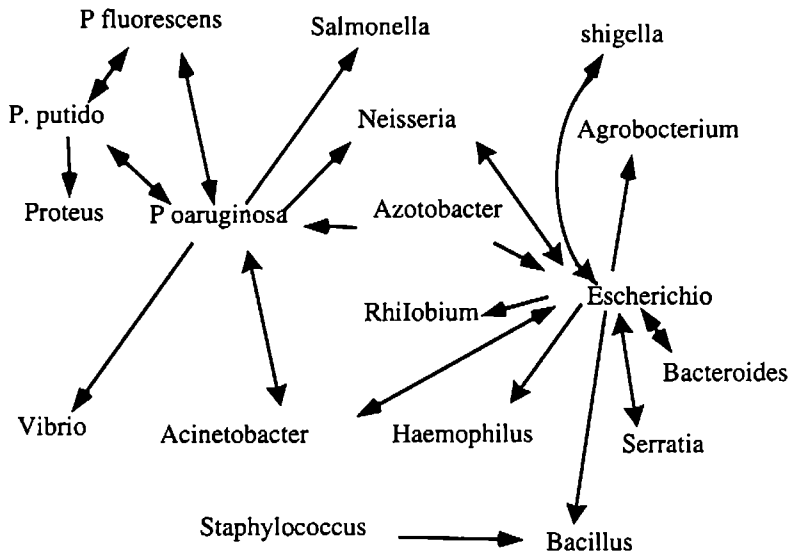 P fluorescens
Salmonella
shigella
P. putido
Neisseria
Agrobocterium
Proteus
P oaruginosa
Azotobacter
RhiIobium
Escherichio
Bacteroides
Vibrio
Acinetobacter
Haemophilus
Serratia
Staphylococcus
Bacillus